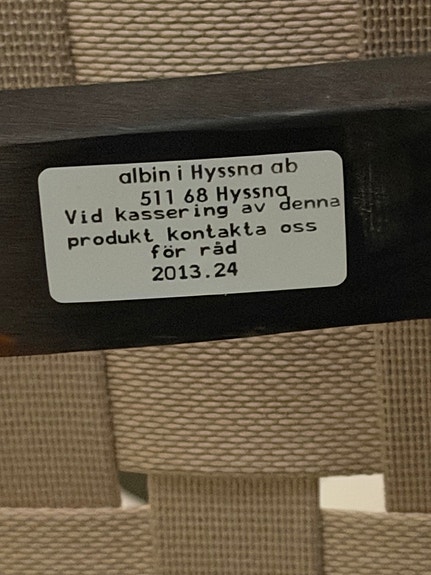 albin i Hyssna ab
511 68 Hyssna
Vid kassering av denna
produkt kontakta oss
för råd
2013.24